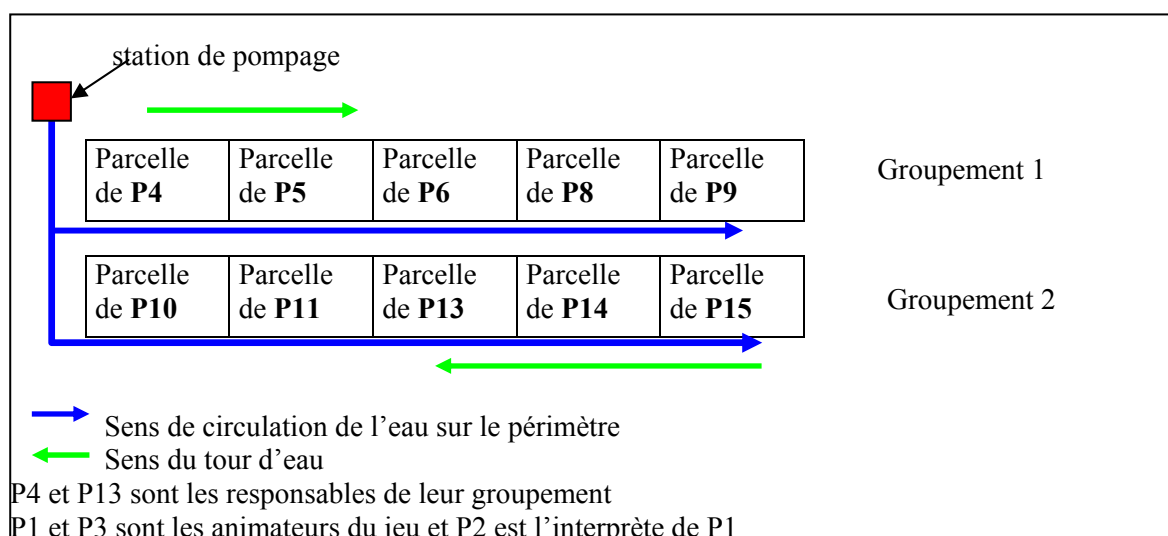 station de pompage
Parcelle de P4
Parcelle de P5
Parcelle de P6
Parcelle de P8
Parcelle de P9
Groupement 1
Parcelle de P10
Parcelle de P11
Parcelle de P13
Parcelle de P14
Parcelle de P15
Groupement 2
Sens de circulation de l'eau sur le périmètre
Sens du tour d'eau
P4 et P13 sont les responsables de leur groupement
P1 et P3 sont les animateurs du jeu et P2 est l'interprète de P1